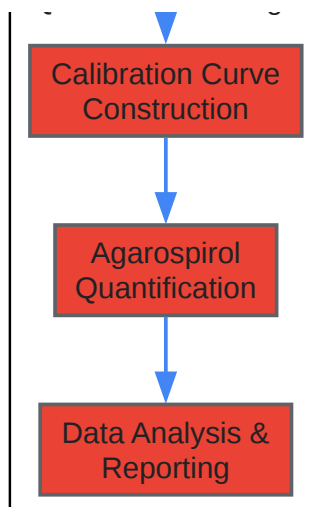 Calibration Curve
Construction
Agarospirol
Quantification
Data Analysis &
Reporting